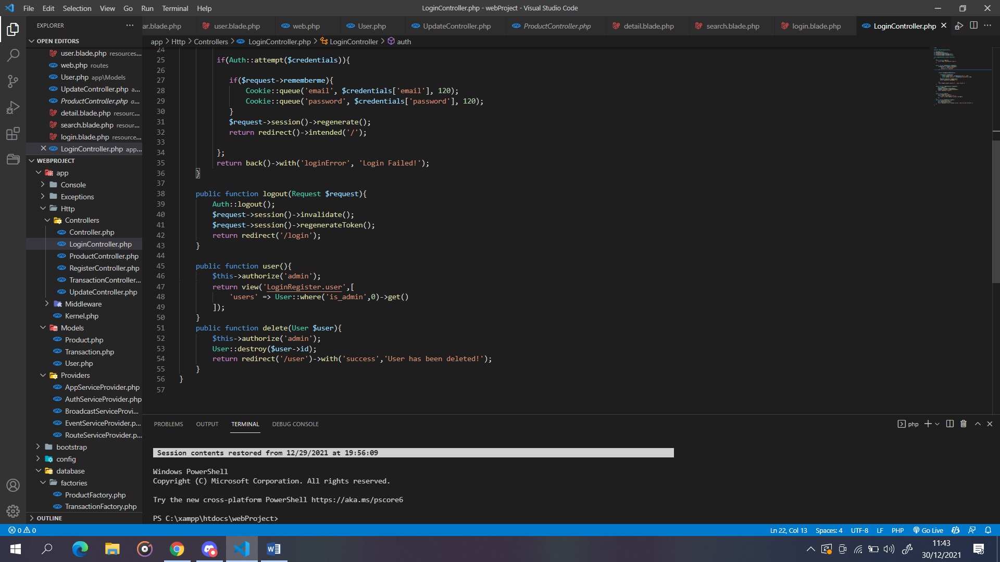 File Edit Selection View Go Run Terminal Help
LoginController.php - webProject - Visual Studio Code
EXPLORER
ar.blade.php
user.blade.php
web.php
User.php
UpdateController.php
ProductController.php
detail.blade.php
search.blade.php
login.blade.php
LoginController.php
app > Http > Controllers > LoginController.php > LoginController > auth
OPEN EDITORS
user.blade.php resources...
web.php routes
User.php app\Models
UpdateController.php a...
ProductController.php a...
detail.blade.php resourc...
search.blade.php resour...
login.blade.php resource...
LoginController.php app...
WEBPROJECT
app
Console
Exceptions
Http
Controllers
Controller.php
LoginController.php
ProductController.php
RegisterController.php
TransactionController...
UpdateController.php
Middleware
Kernel.php
Models
Product.php
Transaction.php
User.php
Providers
AppServiceProvider.php
AuthServiceProvider.php
BroadcastServiceProvi...
EventServiceProvider.p...
RouteServiceProvider.p...
bootstrap
config
database
factories
ProductFactory.php
TransactionFactory.php
OUTLINE
24
25 if(Auth::attempt($credentials)){
26
27 if($request->rememberme){
28 Cookie::queue('email', $credentials['email'], 120);
29 Cookie::queue('password', $credentials['password'], 120);
30 }
31 $request->session()->regenerate();
32 return redirect()->intended('/');
33
34 };
35 return back()->with('loginError', 'Login Failed!');
36 }
37
38 public function logout(Request $request){
39 Auth::logout();
40 $request->session()->invalidate();
41 $request->session()->regenerateToken();
42 return redirect('/login');
43 }
44
45 public function user(){
46 $this->authorize('admin');
47 return view('LoginRegister.user',[
48 'users' => User::where('is_admin',0)->get()
49 ]);
50 }
51 public function delete(User $user){
52 $this->authorize('admin');
53 User::destroy($user->id);
54 return redirect('/user')->with('success','User has been deleted!');
55 }
56 }
57
PROBLEMS OUTPUT TERMINAL DEBUG CONSOLE
php
Session contents restored from 12/29/2021 at 19:56:09
Windows PowerShell
Copyright (C) Microsoft Corporation. All rights reserved.
Try the new cross-platform PowerShell https://aka.ms/pscore6
PS C:\xampp\htdocs\webProject>
0 0
Ln 22, Col 13 Spaces: 4 UTF-8 LF PHP Go Live
11:43
30/12/2021